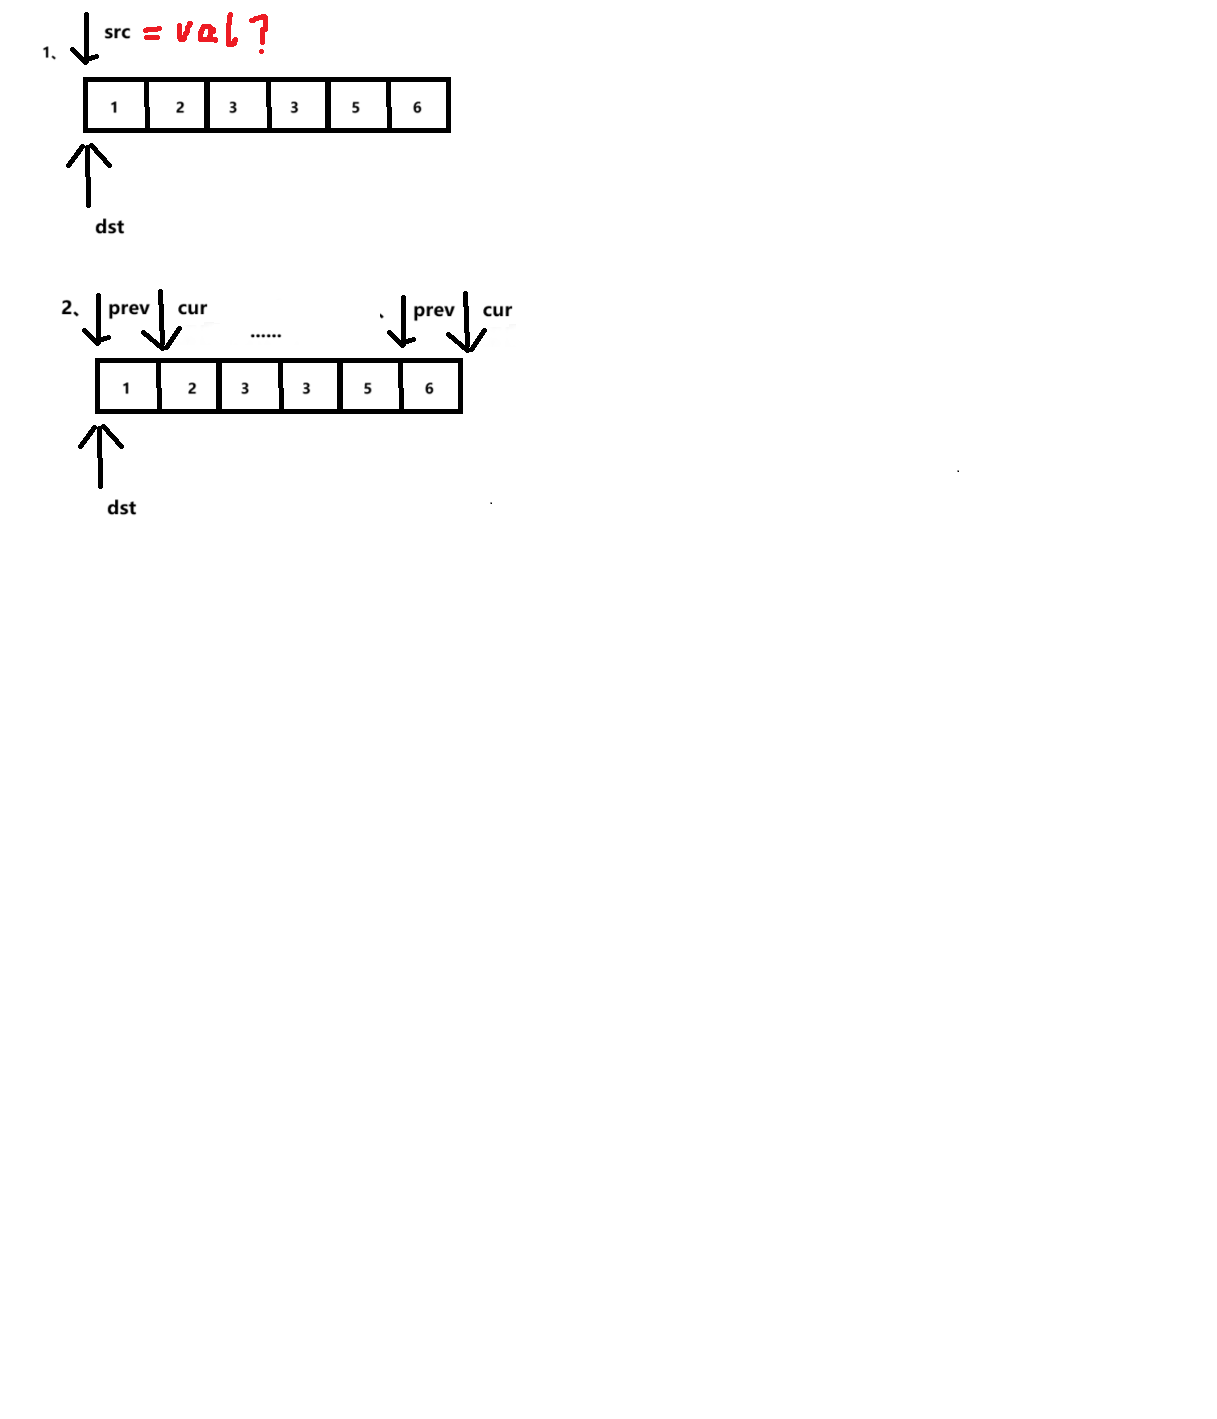 1、 src = val?
1 2 3 3 5 6
dst
2、 prev cur ...... 、 prev cur
1 2 3 3 5 6
dst